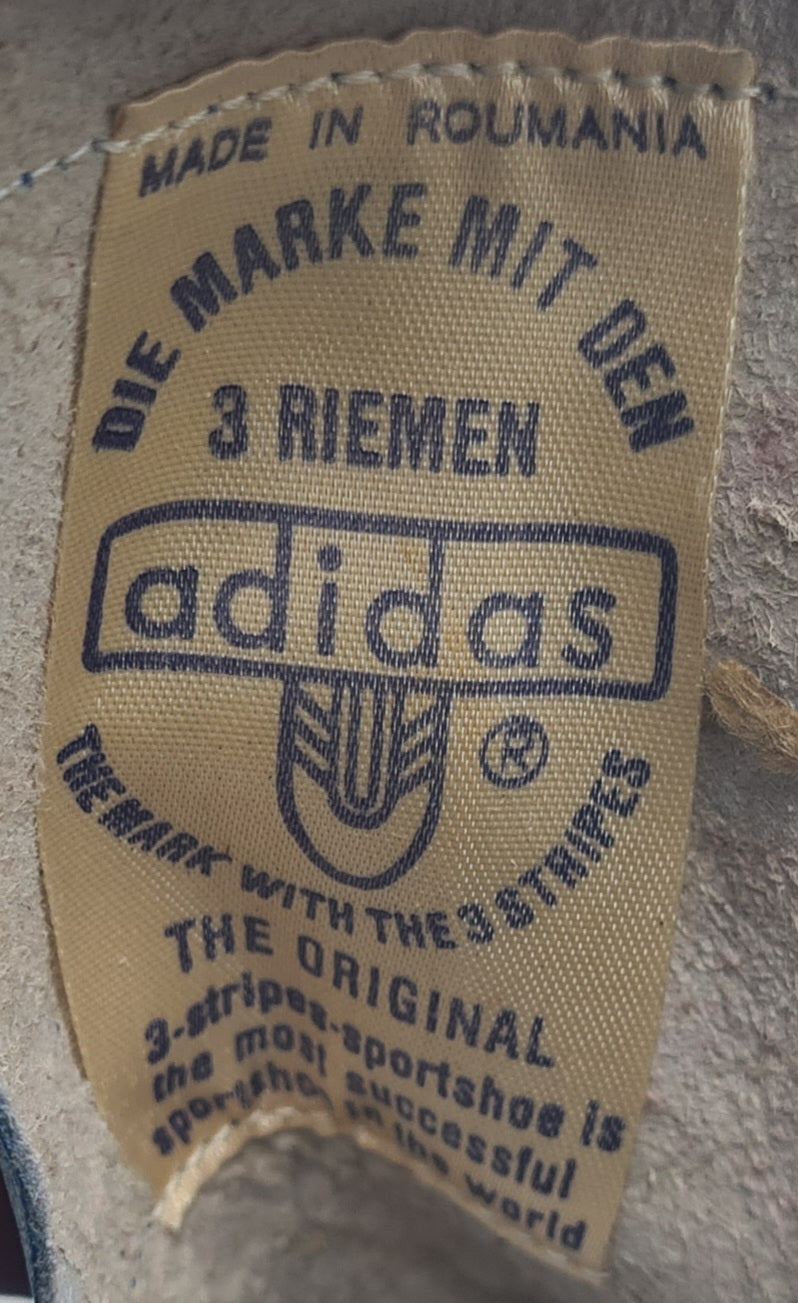 MADE IN ROUMANIA
DIE MARKE MIT DEN
3 RIEMEN
adidas
®
THE MARK WITH THE 3 STRIPES
THE ORIGINAL
3-stripes-sportshoe is
the most successful
sportshoe in the world